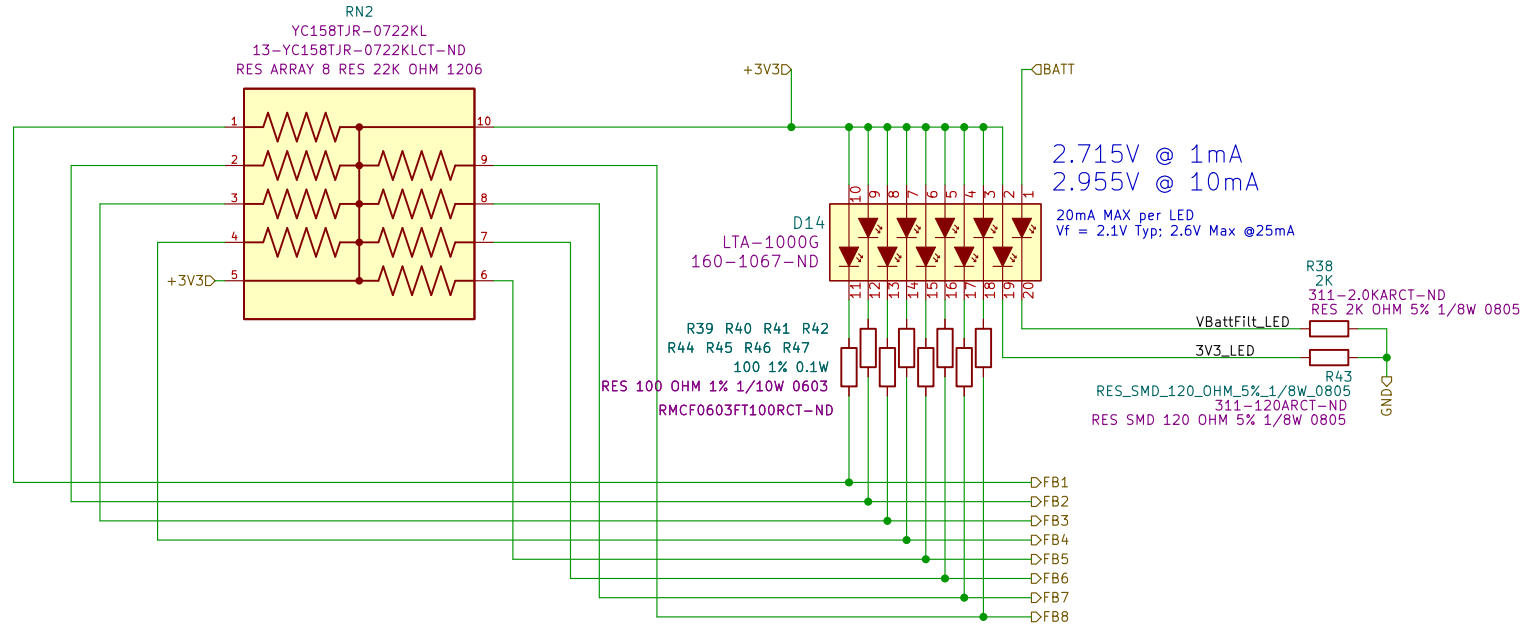 RN2
YC158TJR-0722KL
13-YC158TJR-0722KLCT-ND
RES ARRAY 8 RES 22K OHM 1206
+3V3
BATT
1
10
2
9
3
8
4
7
+3V3
5
6
2.715V @ 1mA
2.955V @ 10mA
20mA MAX per LED
Vf = 2.1V Typ; 2.6V Max @25mA
10 9 8 7 6 5 4 3 2 1
D14
LTA-1000G
160-1067-ND
11 12 13 14 15 16 17 18 19 20
R38
2K
311-2.0KARCT-ND
RES 2K OHM 5% 1/8W 0805
VBattFilt_LED
3V3_LED
R43
RES_SMD_120_OHM_5%_1/8W_0805
311-120ARCT-ND
RES SMD 120 OHM 5% 1/8W 0805
GND
R39 R40 R41 R42
R44 R45 R46 R47
100 1% 0.1W
RES 100 OHM 1% 1/10W 0603
RMCF0603FT100RCT-ND
FB1
FB2
FB3
FB4
FB5
FB6
FB7
FB8